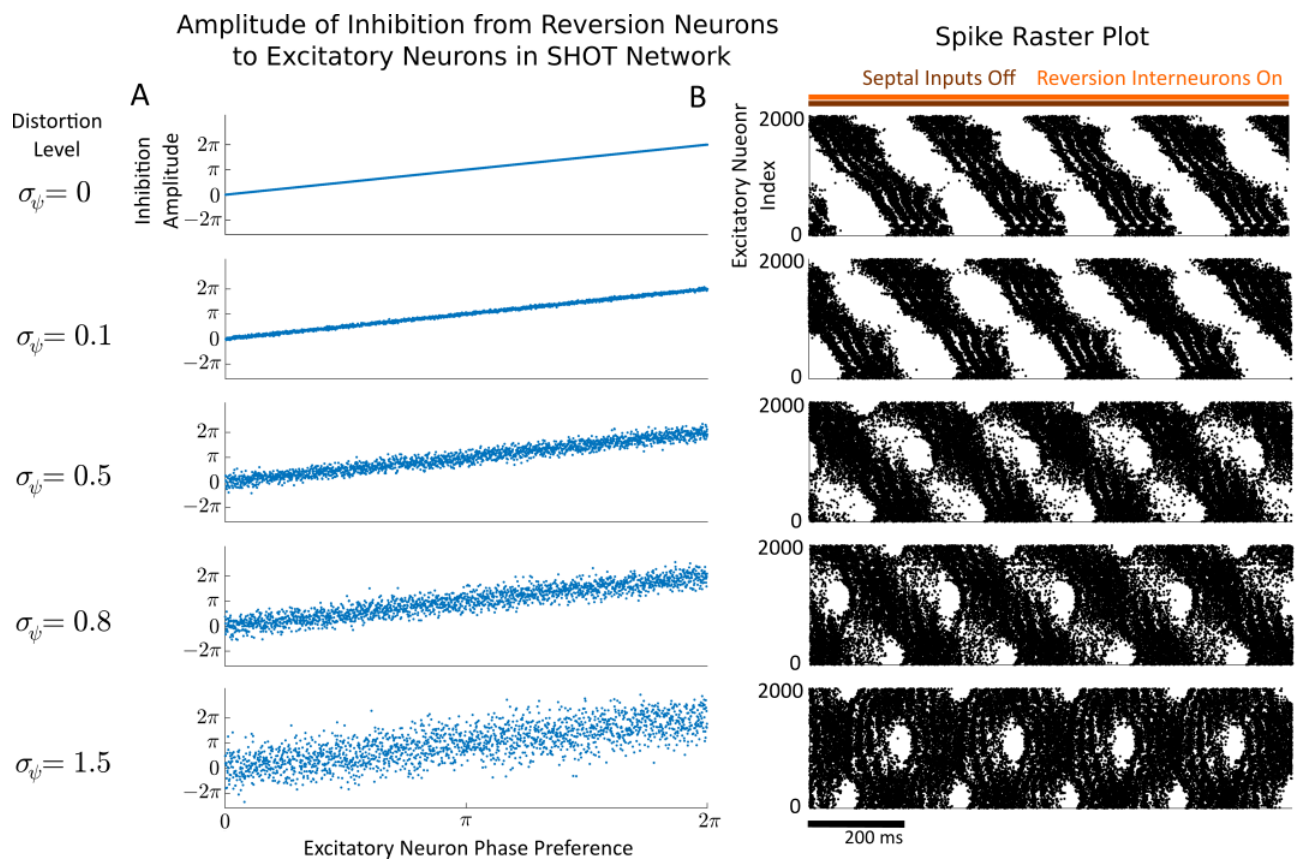 Amplitude of Inhibition from Reversion Neurons
to Excitatory Neurons in SHOT Network
Spike Raster Plot
Septal Inputs Off Reversion Interneurons On
A
B
Distortion
Level
Inhibition
Amplitude
Excitatory Nueonr
Index
σψ= 0
2π
π
0
−2π
2000
0
σψ= 0.1
2π
π
0
−2π
2000
0
σψ= 0.5
2π
π
0
−2π
2000
0
σψ= 0.8
2π
π
0
−2π
2000
0
σψ= 1.5
2π
π
0
−2π
2000
0
0 π 2π
Excitatory Neuron Phase Preference
200 ms